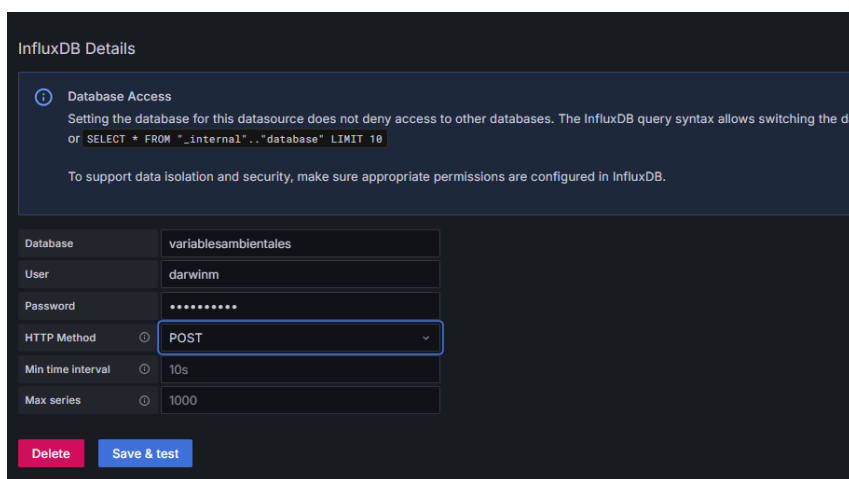 InfluxDB Details
Database Access
Setting the database for this datasource does not deny access to other databases. The InfluxDB query syntax allows switching the d
or SELECT * FROM "_internal".."database" LIMIT 10
To support data isolation and security, make sure appropriate permissions are configured in InfluxDB.
Database variablesambientales
User darwinm
Password ••••••••••
HTTP Method POST
Min time interval 10s
Max series 1000
Delete Save & test